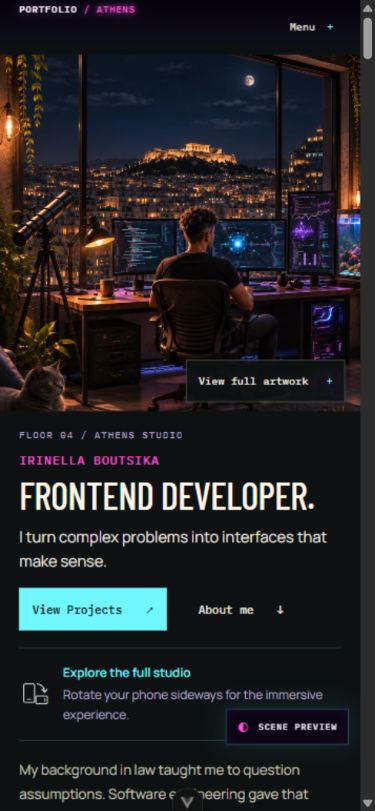 PORTFOLIO / ATHENS
Menu +
View full artwork +
FLOOR 04 / ATHENS STUDIO
IRINELLA BOUTSIKA
FRONTEND DEVELOPER.
I turn complex problems into interfaces that
make sense.
View Projects ↗
About me ↓
Explore the full studio
Rotate your phone sideways for the immersive
experience.
SCENE PREVIEW
My background in law taught me to question
assumptions. Software engineering gave that